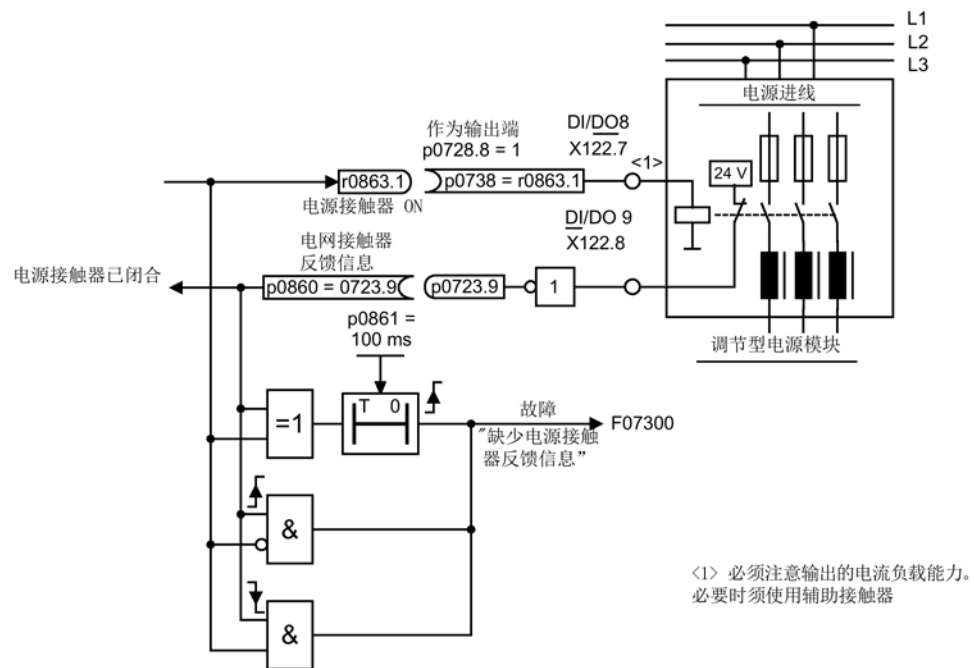 L1
L2
L3
电源进线
作为输出端
p0728.8 = 1
DI/DO8
X122.7
<1>
24 V
r0863.1
p0738 = r0863.1
电源接触器 ON
DI/DO 9
X122.8
电网接触器
反馈信息
电源接触器已闭合
p0860 = 0723.9
p0723.9
1
p0861 =
100 ms
调节型电源模块
=1
T 0
故障
F07300
"缺少电源接触
器反馈信息”
&
&
<1> 必须注意输出的电流负载能力。
必要时须使用辅助接触器